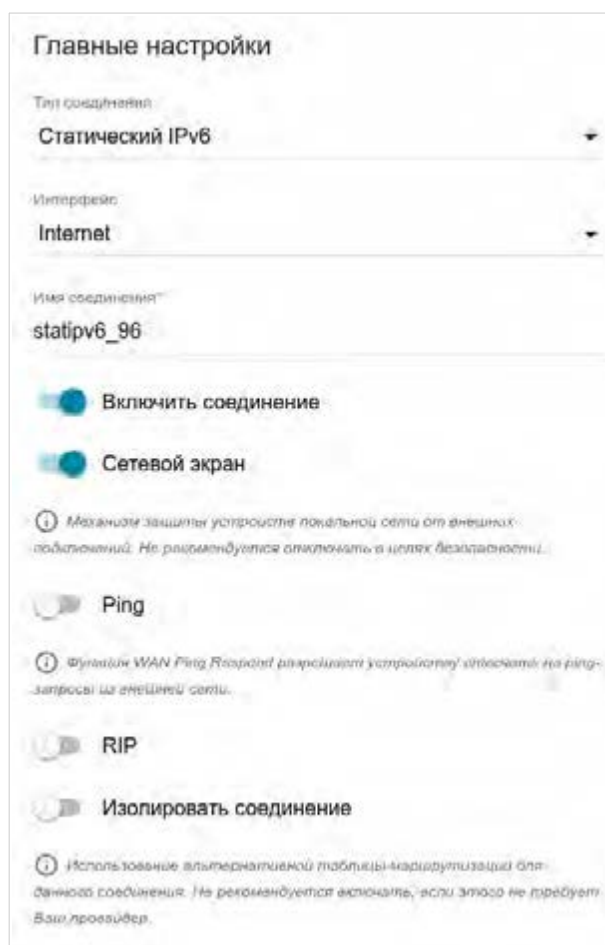 Главные настройки
Тип соединения
Статический IPv6
Интерфейс
Internet
Имя соединения*
statipv6_96
Включить соединение
Сетевой экран
Механизм защиты устройств локальной сети от внешних
подключений. Не рекомендуется отключать в целях безопасности.
Ping
Функция WAN Ping Respond разрешает устройству отвечать на ping-
запросы из внешней сети.
RIP
Изолировать соединение
Использование альтернативной таблицы маршрутизации для
данного соединения. Не рекомендуется включать, если этого не требует
Ваш провайдер.